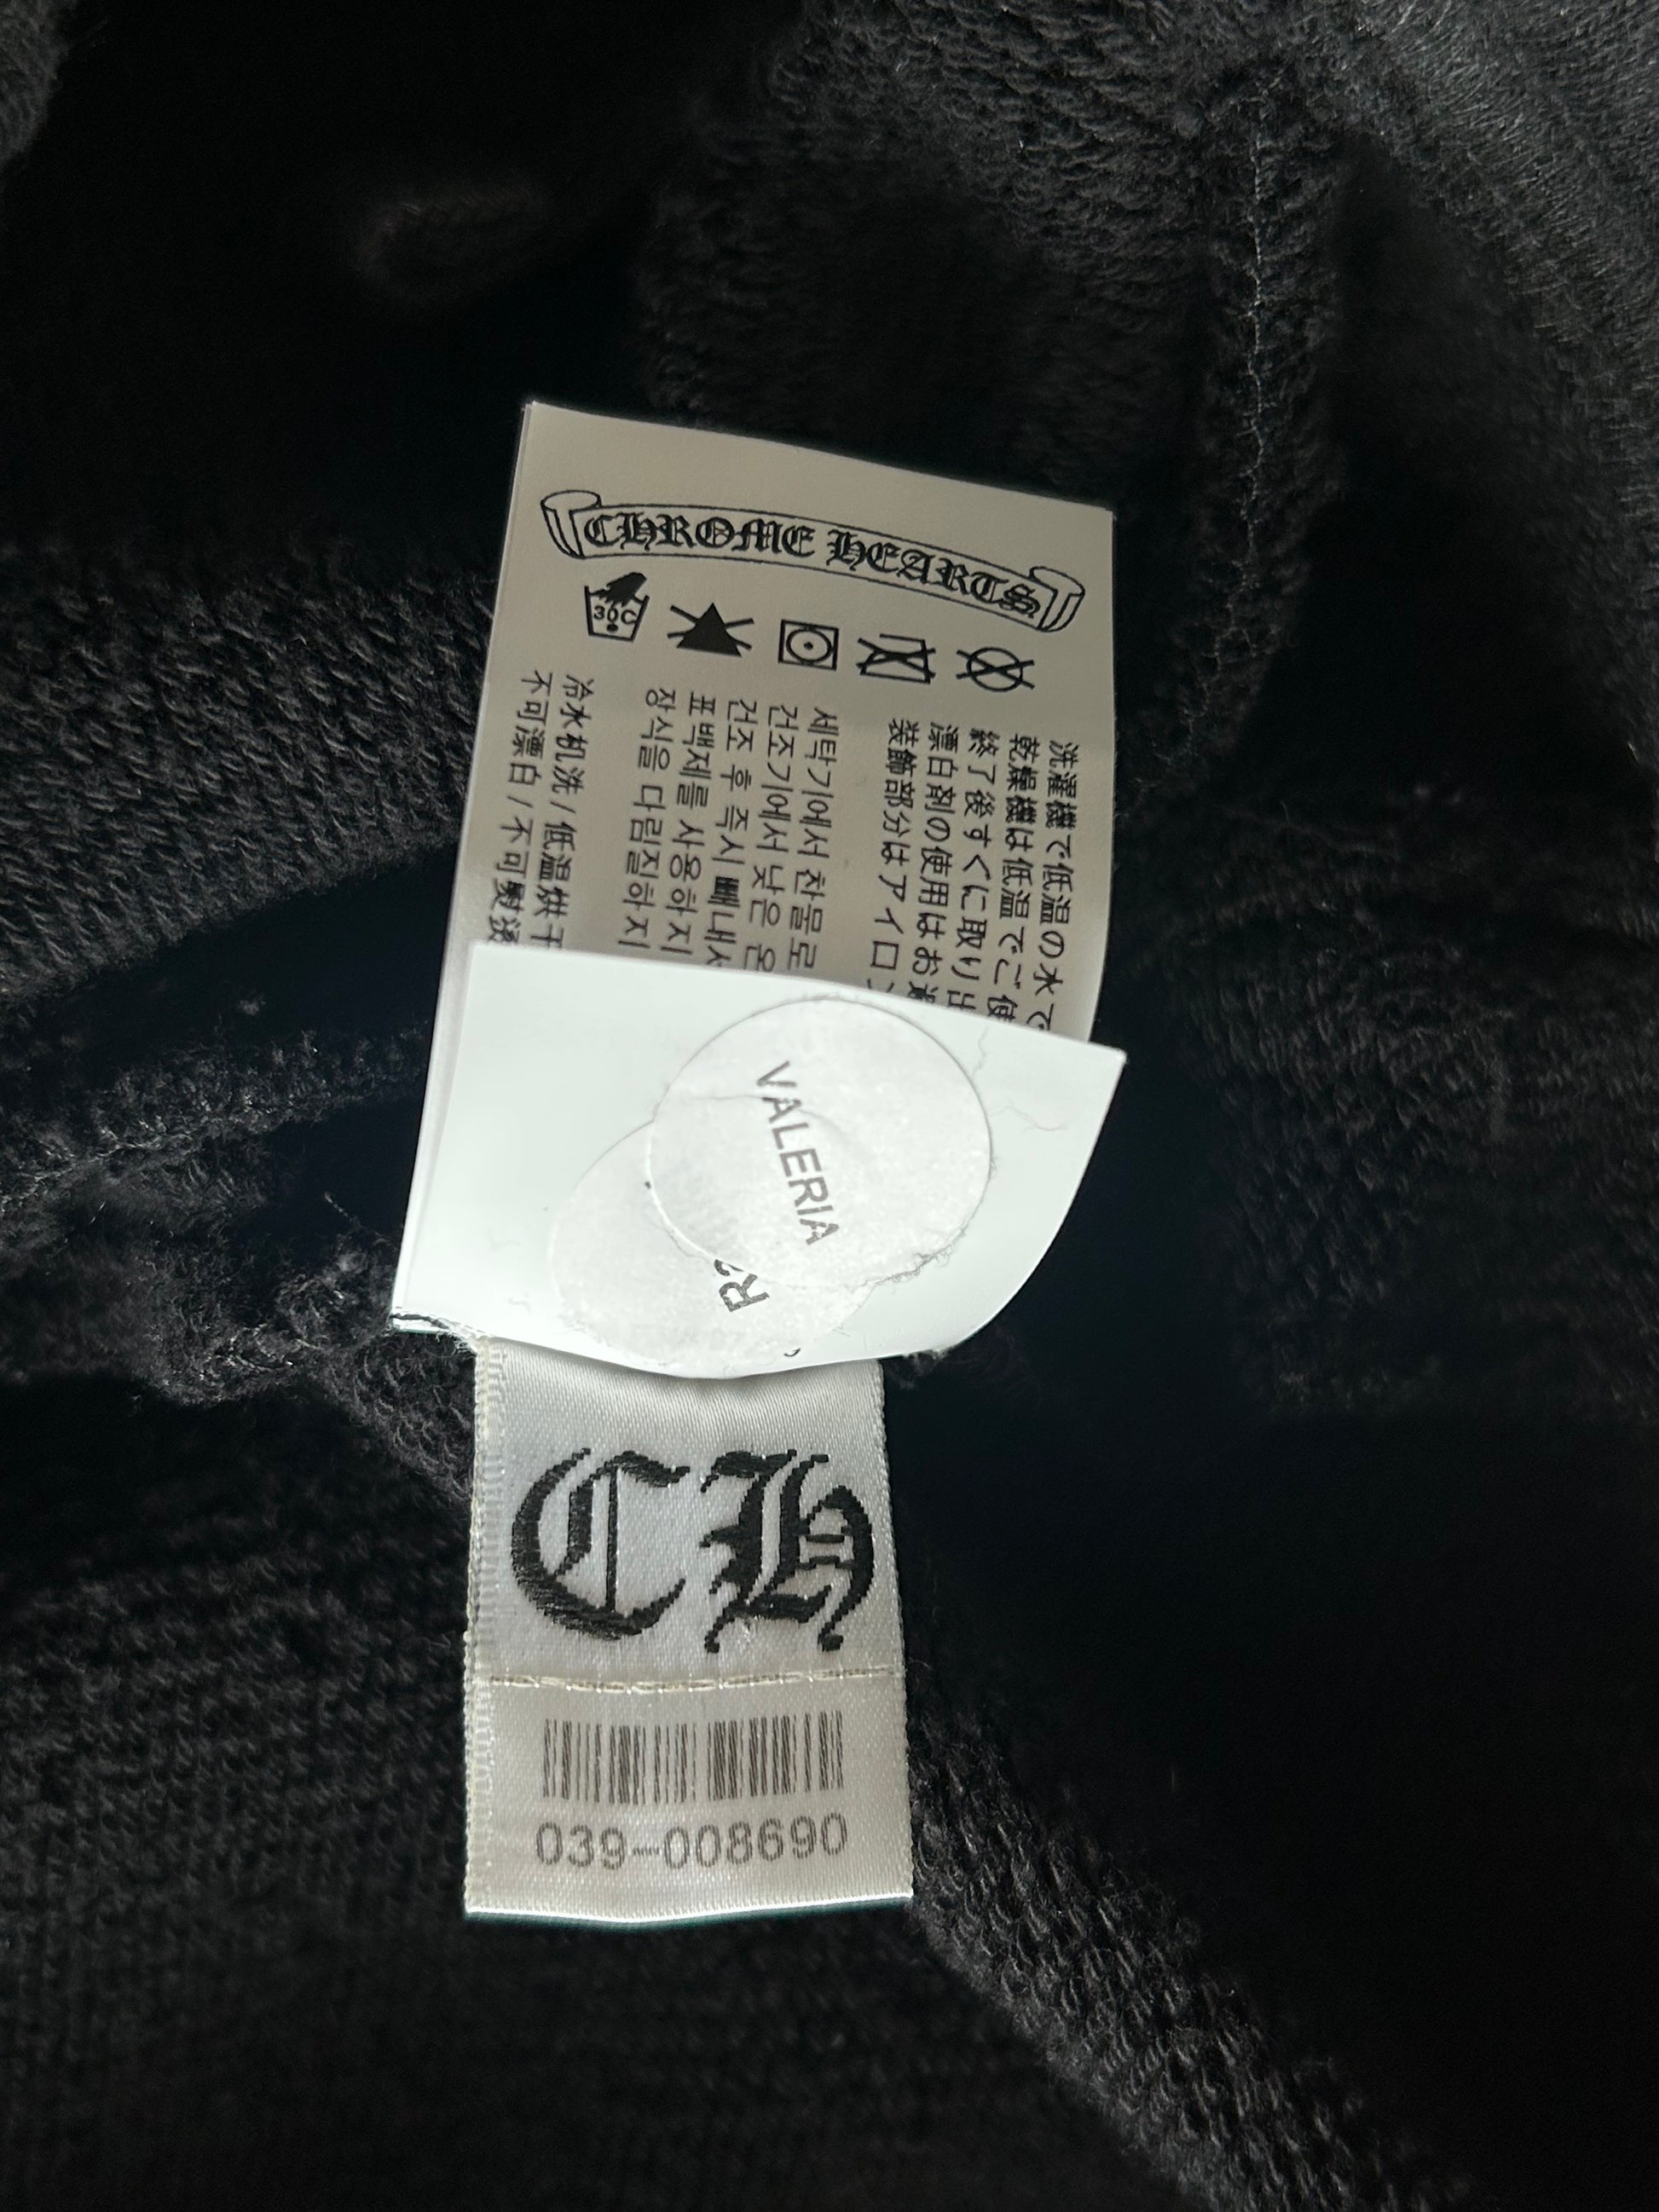 CHROME HEARTS
30C
洗濯機で低温の水で
乾燥機は低温でご使
終了後すぐに取り出
漂白剤の使用はお避
装飾部分はアイロン
세탁기에서 찬물로
건조기에서 낮은 온
건조 후 즉시 빼내서
표백제를 사용하지
장식을 다림질하지
冷水机洗 / 低温烘干
不可漂白 / 不可熨烫
VALERIA
CH
039-008690